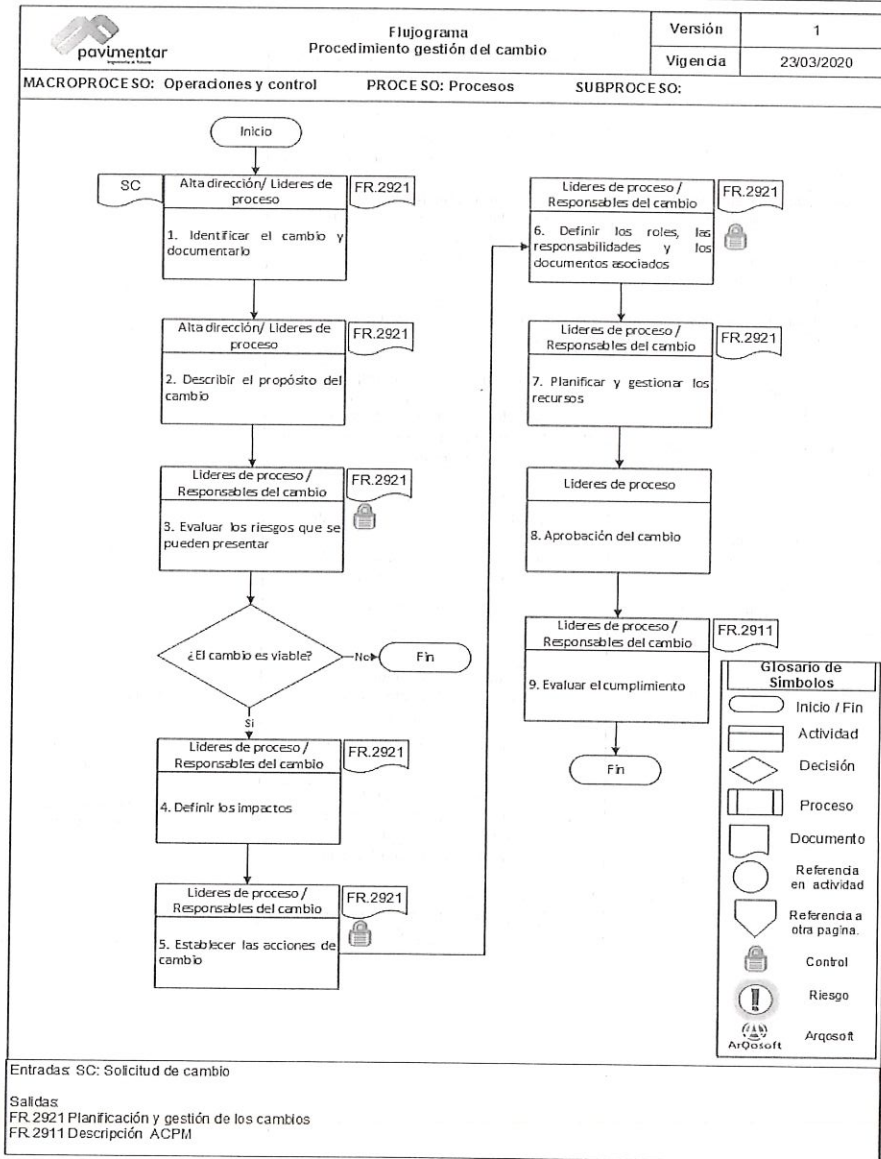 pavimentar
Flujograma
Procedimiento gestión del cambio
Versión
1
Vigencia
23/03/2020
MACROPROCESO: Operaciones y control PROCESO: Procesos SUBPROCESO:
Inicio
SC
Alta dirección/ Lideres de
proceso
FR.2921
1. Identificar el cambio y
documentarlo
Alta dirección/ Lideres de
proceso
FR.2921
2. Describir el propósito del
cambio
Lideres de proceso /
Responsables del cambio
FR.2921
3. Evaluar los riesgos que se
pueden presentar
¿El cambio es viable?
No
Fin
Si
Lideres de proceso /
Responsables del cambio
FR.2921
4. Definir los impactos
Lideres de proceso /
Responsables del cambio
FR.2921
5. Establecer las acciones de
cambio
Lideres de proceso /
Responsables del cambio
FR.2921
6. Definir los roles, las
responsabilidades y los
documentos asociados
Lideres de proceso /
Responsables del cambio
FR.2921
7. Planificar y gestionar los
recursos
Lideres de proceso
8. Aprobación del cambio
Lideres de proceso /
Responsables del cambio
FR.2911
9. Evaluar el cumplimiento
Fin
Glosario de
Simbolos
Inicio / Fin
Actividad
Decisión
Proceso
Documento
Referencia
en actividad
Referencia a
otra pagina.
Control
Riesgo
ArQosoft
Arqosoft
Entradas: SC: Solicitud de cambio
Salidas:
FR.2921 Planificación y gestión de los cambios
FR.2911 Descripción ACPM